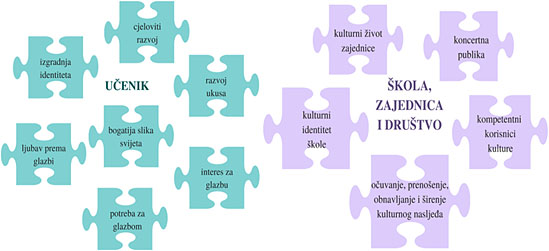 cjeloviti
razvoj
izgradnja
identiteta
UČENIK
razvoj
ukusa
bogatija slika
svijeta
ljubav prema
glazbi
interes za
glazbu
potreba za
glazbom
kulturni život
zajednice
koncertna
publika
ŠKOLA,
ZAJEDNICA
I DRUŠTVO
kulturni
identitet
škole
kompetentni
korisnici
kulture
očuvanje, prenošenje,
obnavljanje i širenje
kulturnog nasljeđa